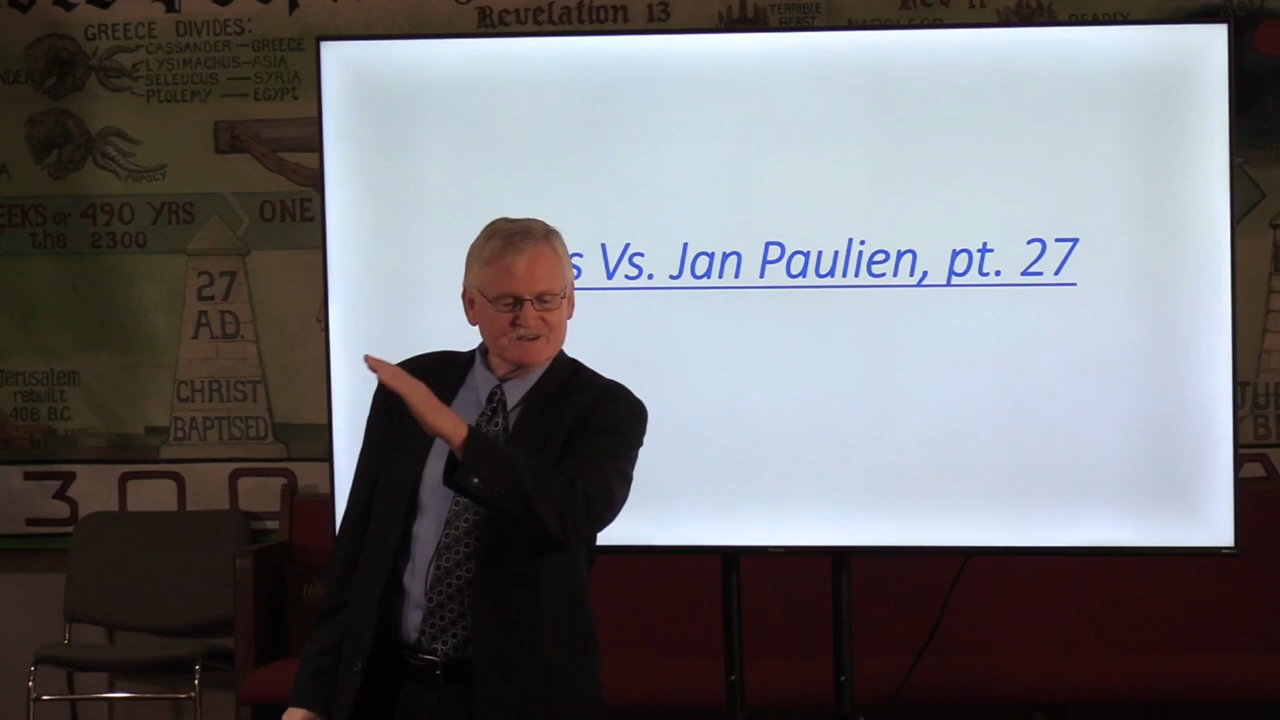 Revelation 13
TERRIBLE
BEAST
GREECE DIVIDES:
CASSANDER — GREECE
LYSIMACHUS — ASIA
SELEUCUS — SYRIA
PTOLEMY — EGYPT
PAPACY
EEKS or 490 YRS
the 2300
ONE
27
A.D.
CHRIST
BAPTISED
Jerusalem
rebuilt
408 B.C.
300
s Vs. Jan Paulien, pt. 27